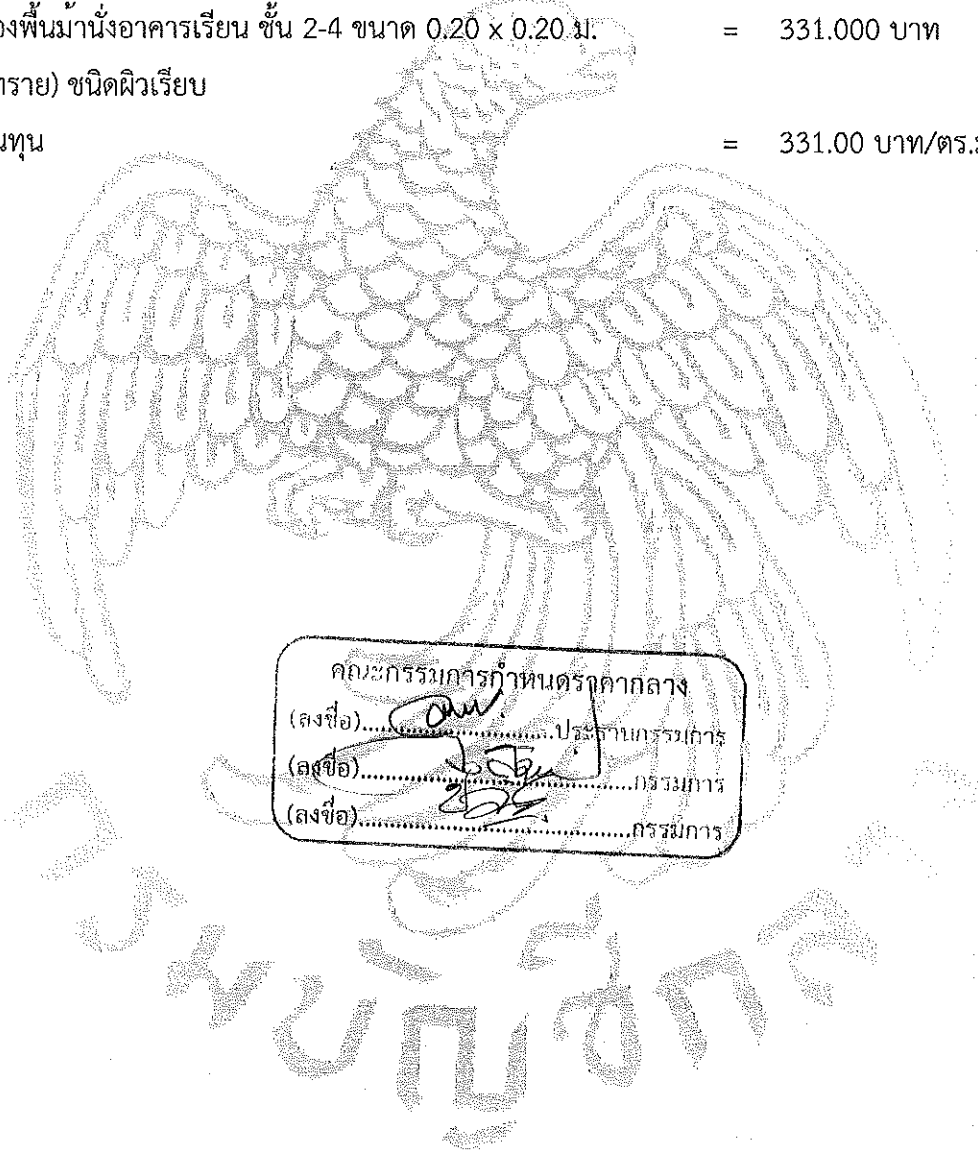 องพื้นม้านั่งอาคารเรียน ชั้น 2-4 ขนาด 0.20 x 0.20 ม. = 331.000 บาท
ทราย) ชนิดผิวเรียบ
นทุน = 331.00 บาท/ตร.ม
คณะกรรมการกำหนดราคากลาง
(ลงชื่อ)..............................ประธานกรรมการ
(ลงชื่อ)..........................................กรรมการ
(ลงชื่อ)..........................................กรรมการ
กรมบัญชีกลาง